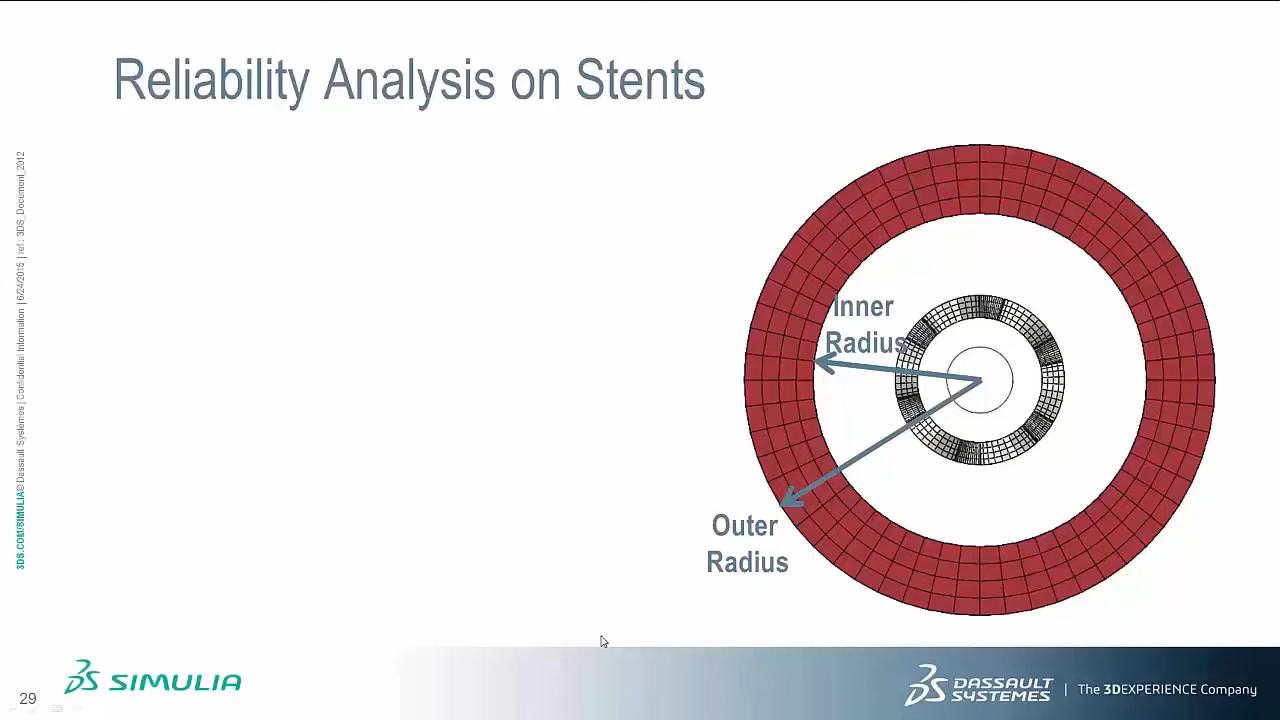 Reliability Analysis on Stents
3DS.COM/SIMULIA© Dassault Systèmes | Confidential Information | 6/24/2015 | ref.: 3DS_Document_2012
Inner
Radius
Outer
Radius
29
SIMULIA
DASSAULT
SYSTEMES
The 3DEXPERIENCE Company